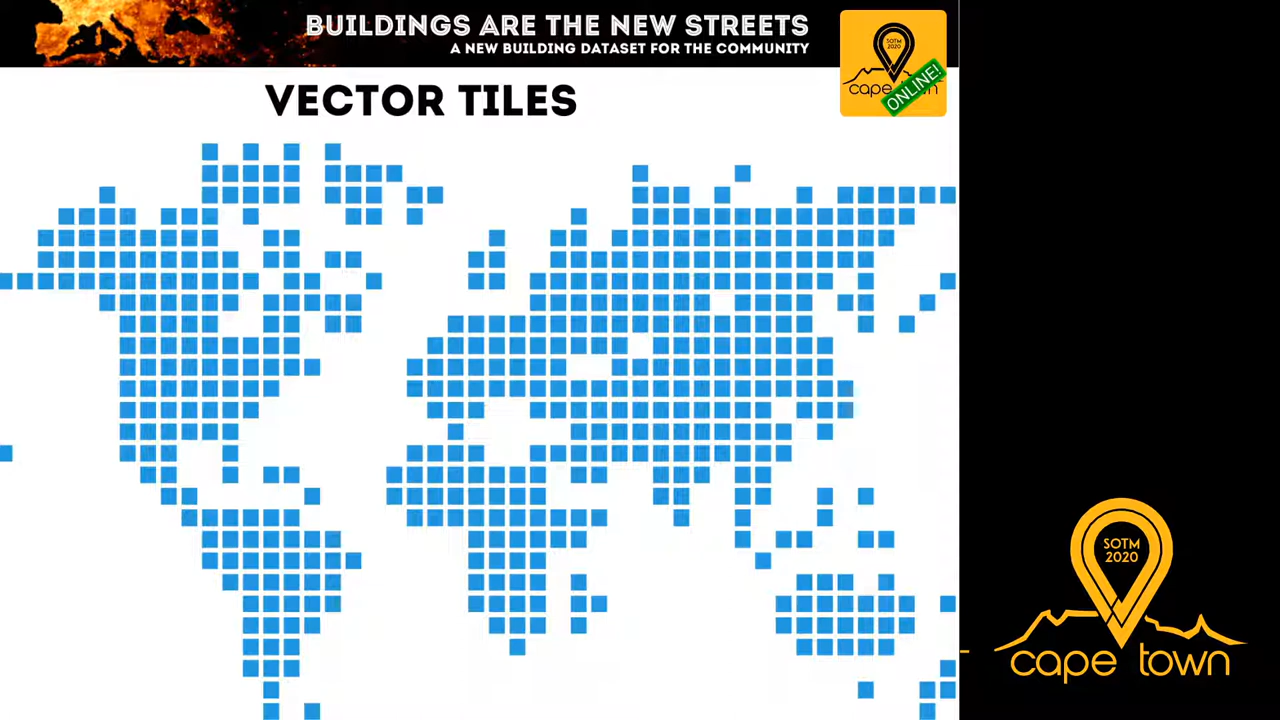 BUILDINGS ARE THE NEW STREETS
A NEW BUILDING DATASET FOR THE COMMUNITY
SOTM
2020
cape town
ONLINE!
VECTOR TILES
SOTM
2020
cape town